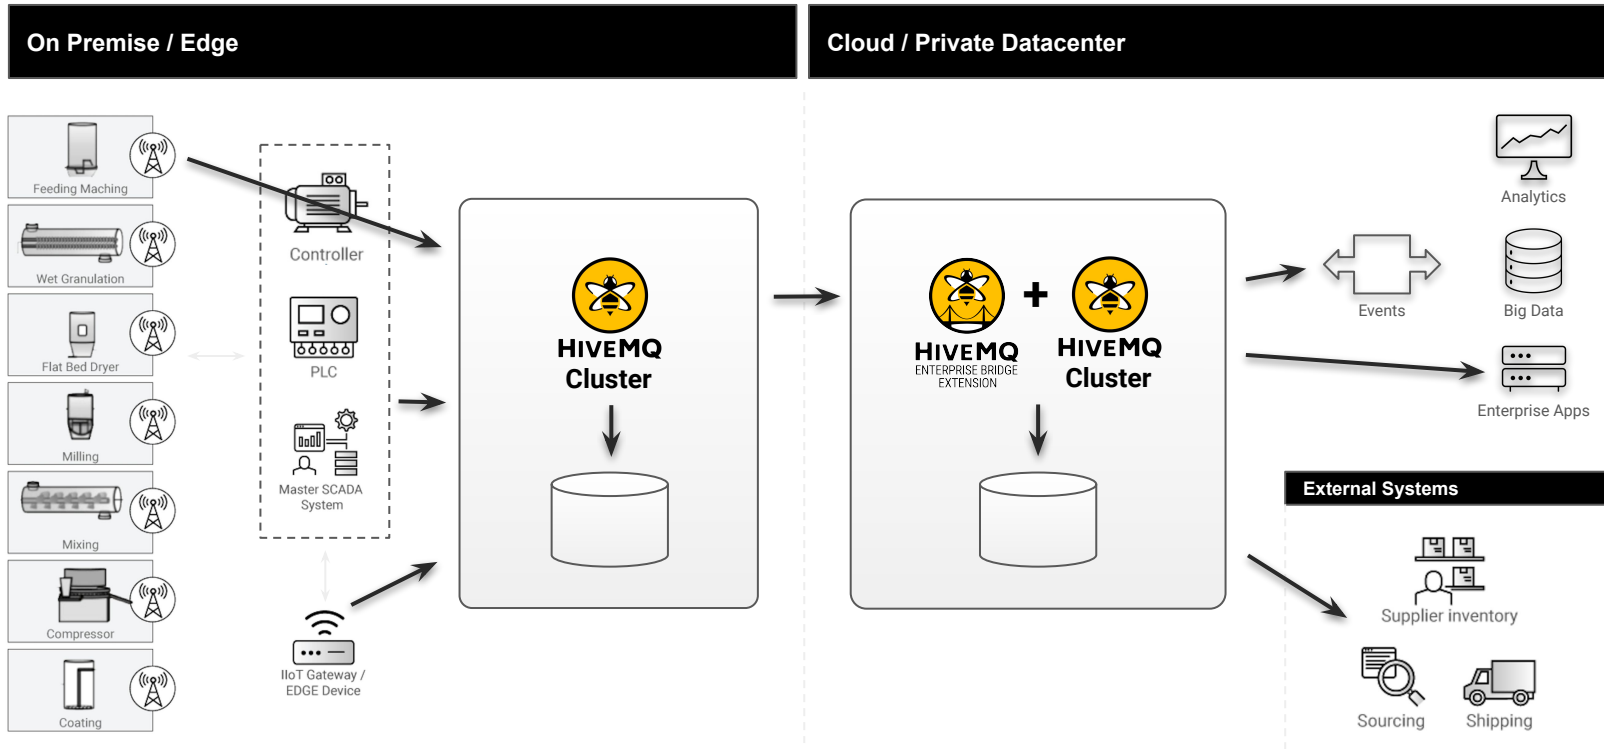 On Premise / Edge
Cloud / Private Datacenter
Feeding Maching
Wet Granulation
Flat Bed Dryer
Milling
Mixing
Compressor
Coating
Controller
PLC
Master SCADA
System
IIoT Gateway /
EDGE Device
HIVEMQ
Cluster
HIVEMQ
ENTERPRISE BRIDGE
EXTENSION
+
HIVEMQ
Cluster
Events
Analytics
Big Data
Enterprise Apps
External Systems
Supplier inventory
Sourcing
Shipping